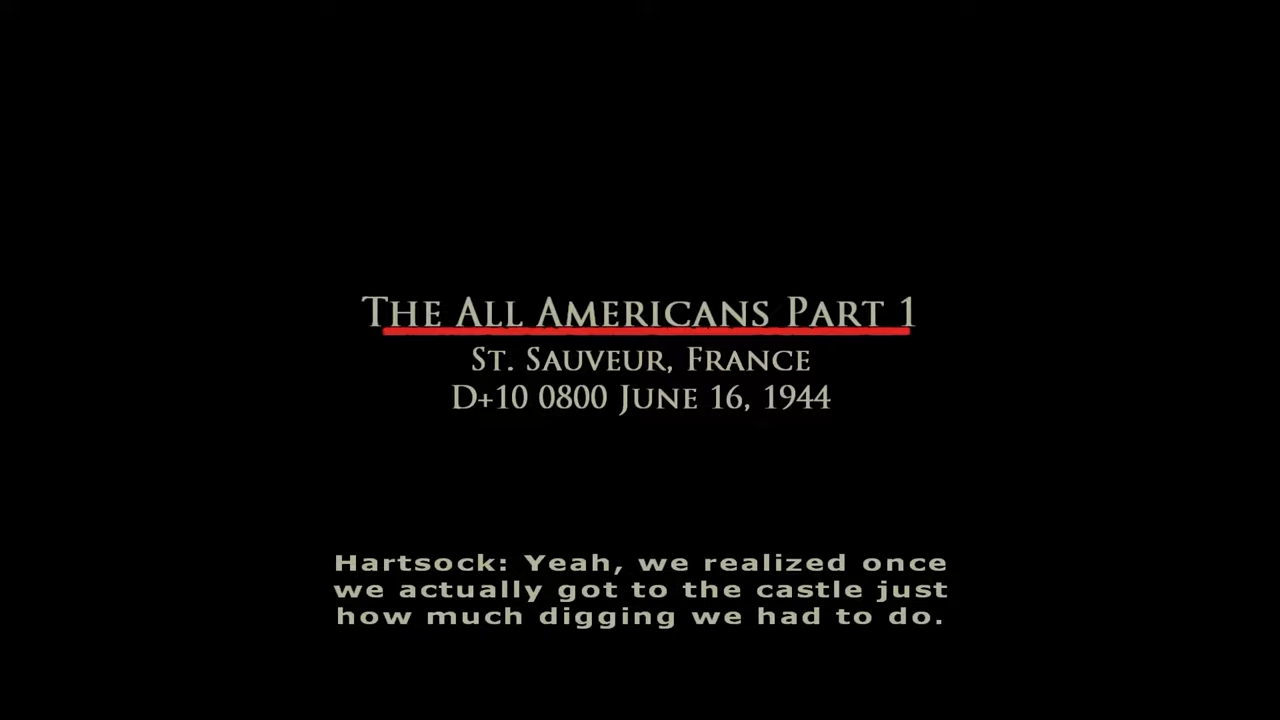 The All Americans Part 1
St. Sauveur, France
D+10 0800 June 16, 1944
Hartsock: Yeah, we realized once
we actually got to the castle just
how much digging we had to do.